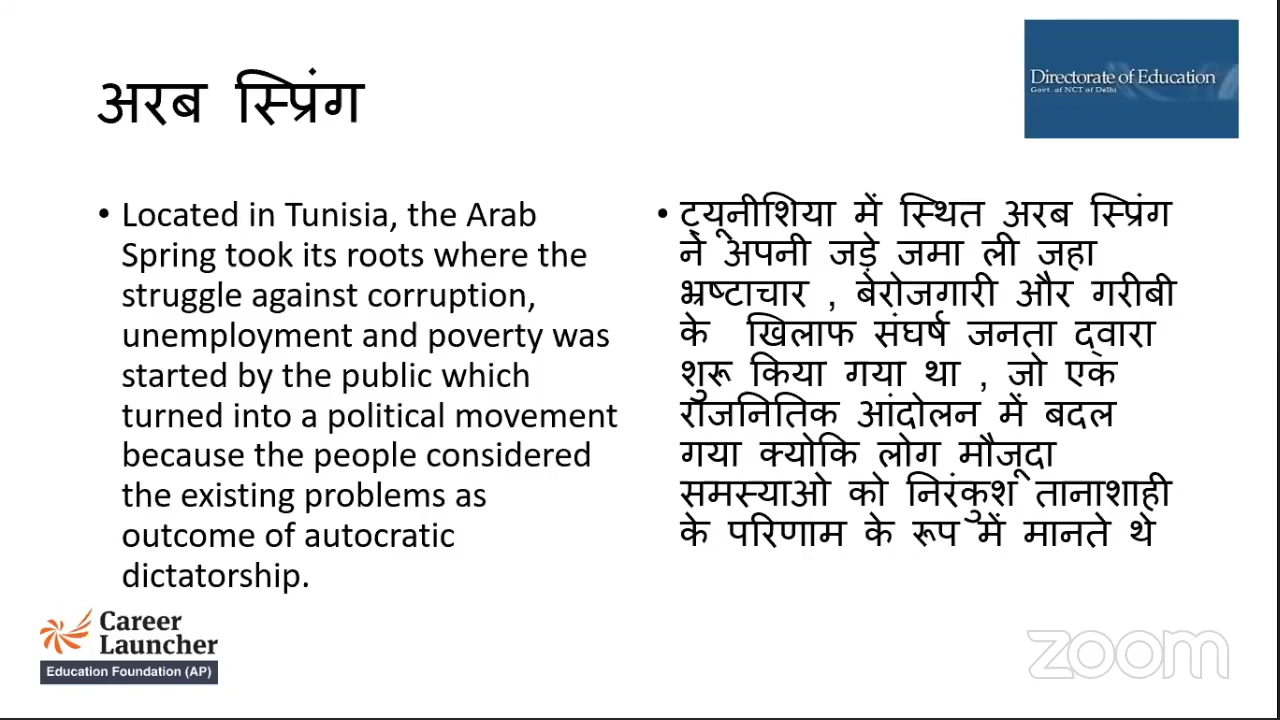 अरब स्प्रिंग
Directorate of Education
Govt. of NCT of Delhi
• Located in Tunisia, the Arab
Spring took its roots where the
struggle against corruption,
unemployment and poverty was
started by the public which
turned into a political movement
because the people considered
the existing problems as
outcome of autocratic
dictatorship.
• ट्यूनीशिया में स्थित अरब स्प्रिंग
ने अपनी जड़े जमा ली जहा
भ्रष्टाचार , बेरोजगारी और गरीबी
के खिलाफ संघर्ष जनता द्वारा
शुरू किया गया था , जो एक
राजनितिक आंदोलन में बदल
गया क्योकि लोग मौजूदा
समस्याओ को निरंकुश तानाशाही
के परिणाम के रूप में मानते थे
Career
Launcher
Education Foundation (AP)
zoom